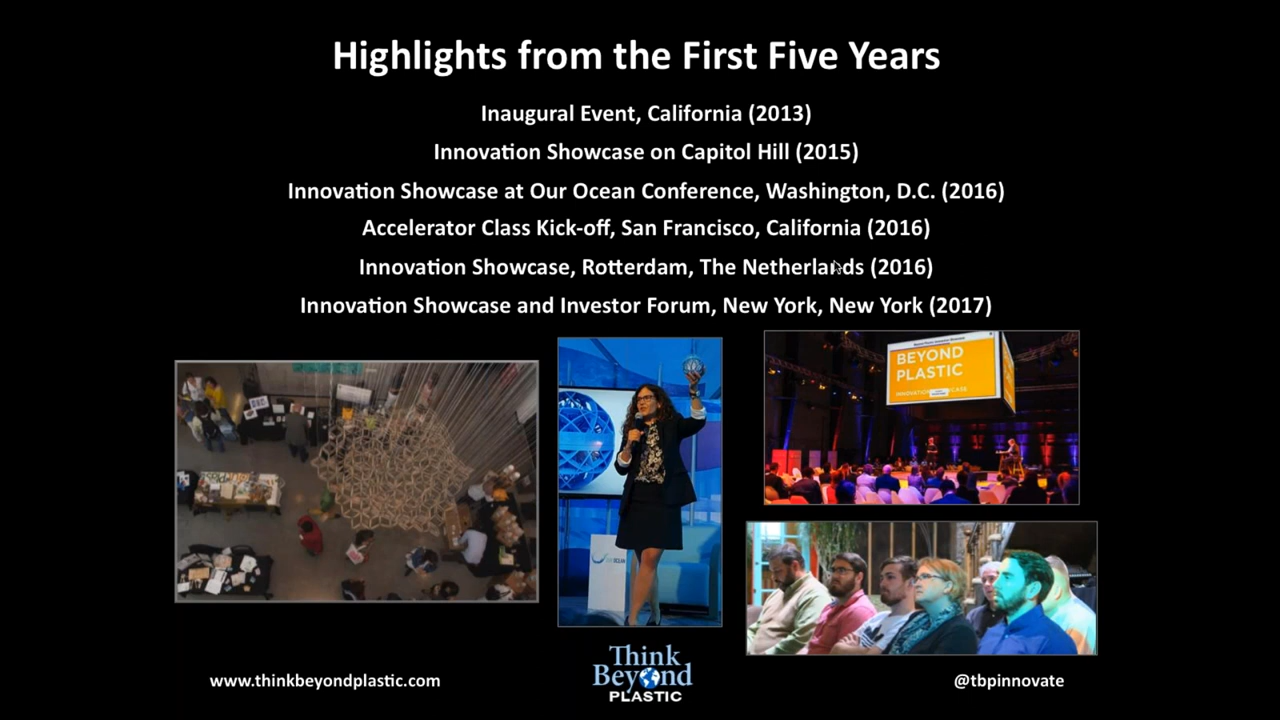 Highlights from the First Five Years
Inaugural Event, California (2013)
Innovation Showcase on Capitol Hill (2015)
Innovation Showcase at Our Ocean Conference, Washington, D.C. (2016)
Accelerator Class Kick-off, San Francisco, California (2016)
Innovation Showcase, Rotterdam, The Netherlands (2016)
Innovation Showcase and Investor Forum, New York, New York (2017)
BEYOND
PLASTIC
Think
Beyond
PLASTIC
www.thinkbeyondplastic.com
@tbpinnovate